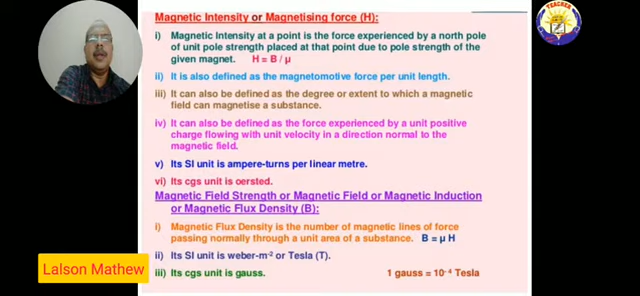 Magnetic Intensity or Magnetising force (H):
TEACHER
i) Magnetic Intensity at a point is the force experienced by a north pole
of unit pole strength placed at that point due to pole strength of the
given magnet. H = B / μ
ii) It is also defined as the magnetomotive force per unit length.
iii) It can also be defined as the degree or extent to which a magnetic
field can magnetise a substance.
iv) It can also be defined as the force experienced by a unit positive
charge flowing with unit velocity in a direction normal to the
magnetic field.
v) Its SI unit is ampere-turns per linear metre.
vi) Its cgs unit is oersted.
Magnetic Field Strength or Magnetic Field or Magnetic Induction
or Magnetic Flux Density (B):
i) Magnetic Flux Density is the number of magnetic lines of force
passing normally through a unit area of a substance. B = μ H
ii) Its SI unit is weber-m⁻² or Tesla (T).
iii) Its cgs unit is gauss. 1 gauss = 10⁻⁴ Tesla
Lalson Mathew